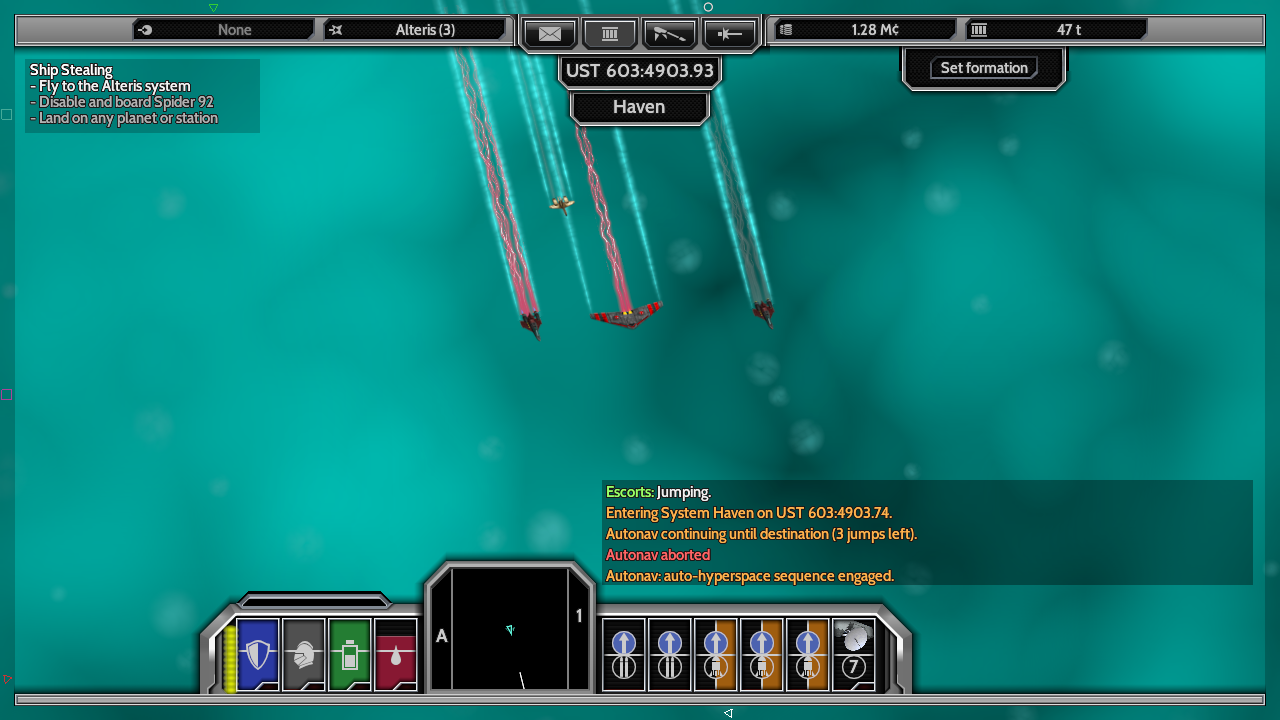 None
Alteris (3)
1.28 M¢
47 t
UST 603:4903.93
Haven
Set formation
Ship Stealing
- Fly to the Alteris system
- Disable and board Spider 92
- Land on any planet or station
Escorts: Jumping.
Entering System Haven on UST 603:4903.74.
Autonav continuing until destination (3 jumps left).
Autonav aborted
Autonav: auto-hyperspace sequence engaged.
A
1
7